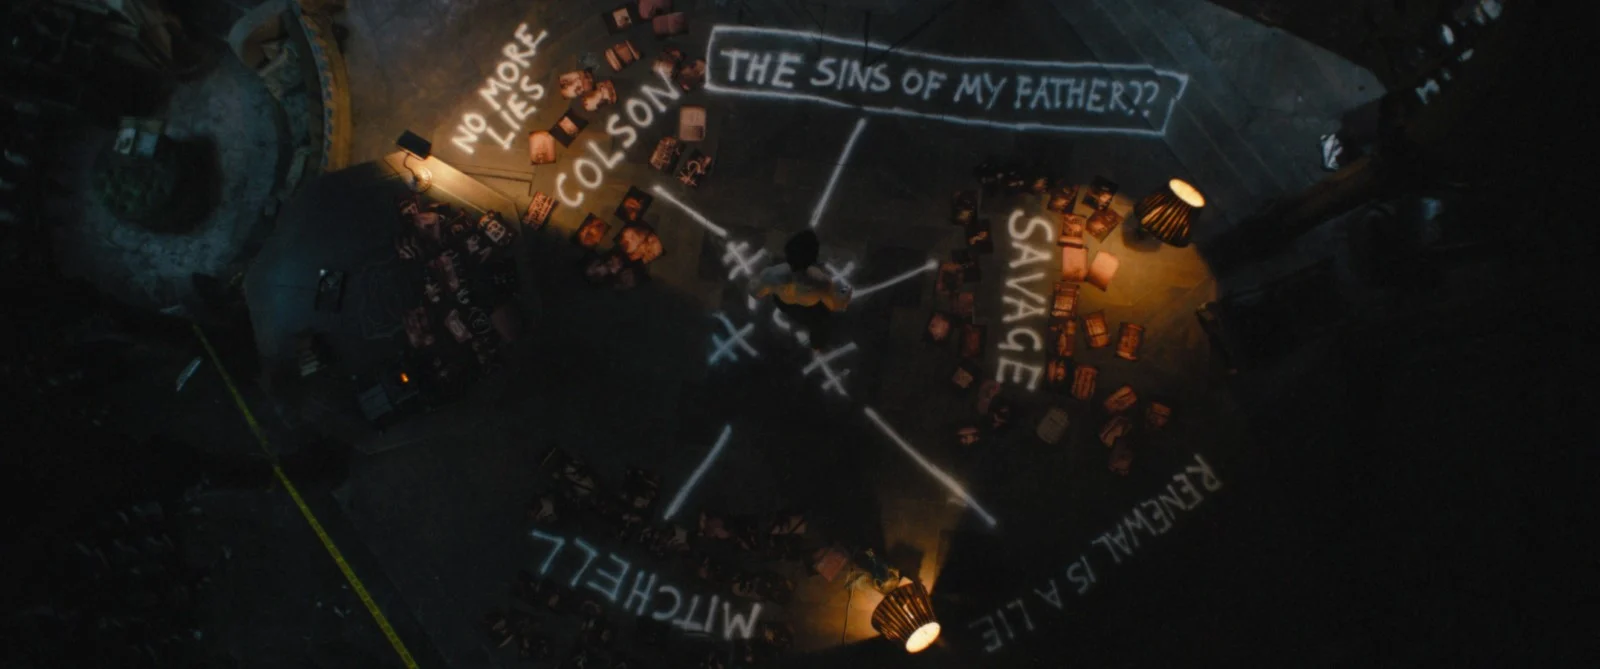 NO MORE
LIES
COLSON
THE SINS OF MY FATHER??
SAVAGE
MITCHELL
RENEWAL IS A LIE